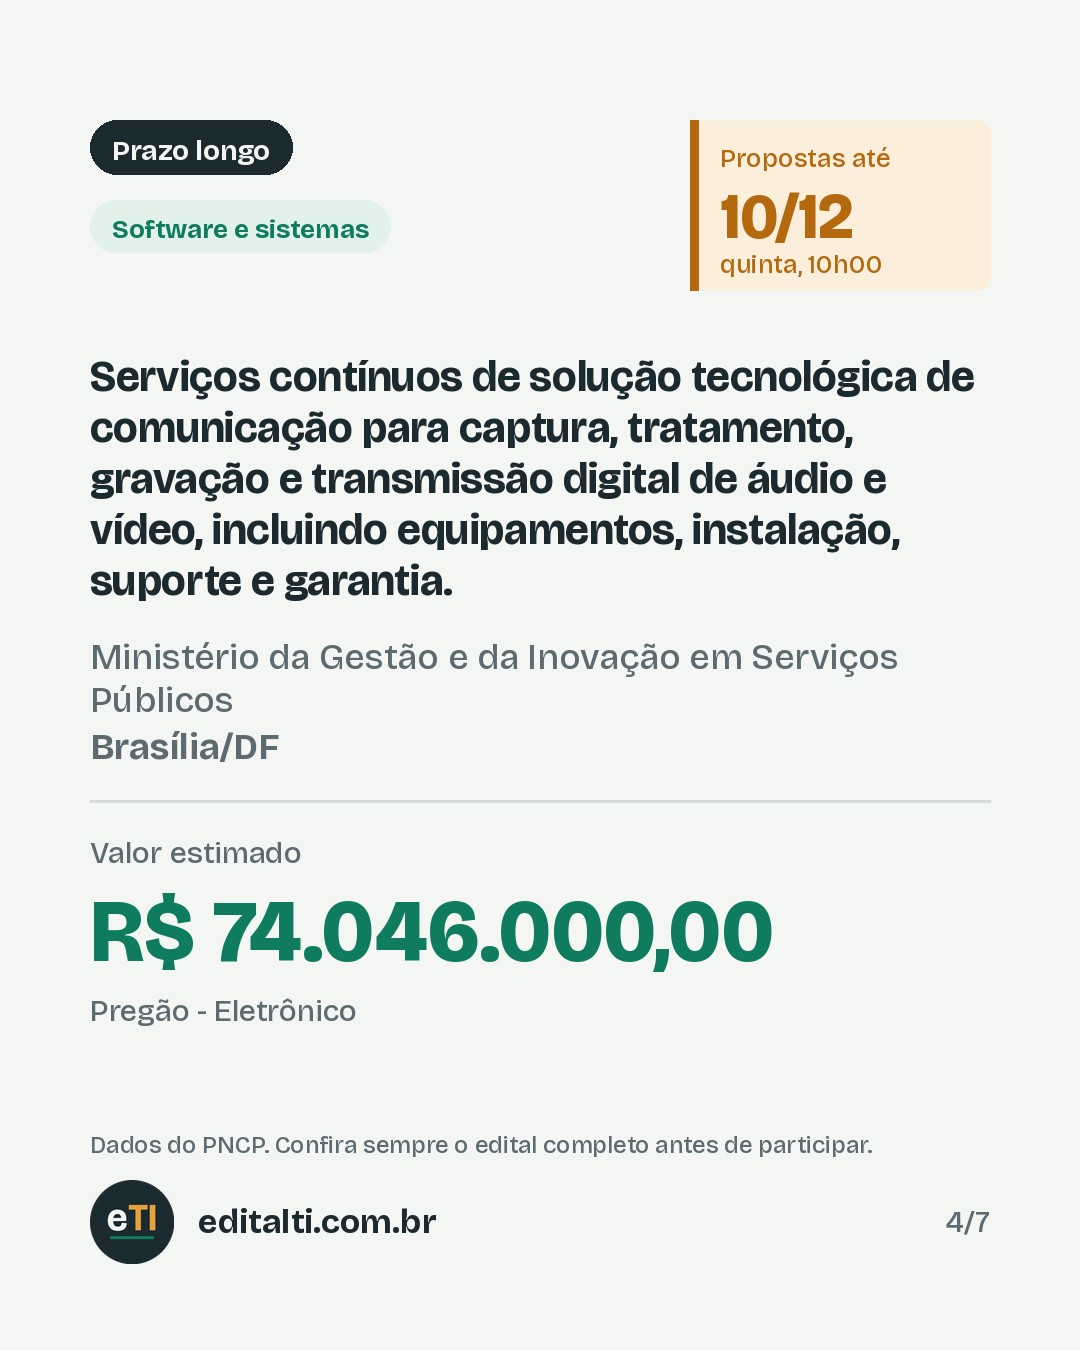 Prazo longo
Software e sistemas
Propostas até
10/12
quinta, 10h00
Serviços contínuos de solução tecnológica de
comunicação para captura, tratamento,
gravação e transmissão digital de áudio e
vídeo, incluindo equipamentos, instalação,
suporte e garantia.
Ministério da Gestão e da Inovação em Serviços
Públicos
Brasília/DF
Valor estimado
R$ 74.046.000,00
Pregão - Eletrônico
Dados do PNCP. Confira sempre o edital completo antes de participar.
eTI
editalti.com.br
4/7